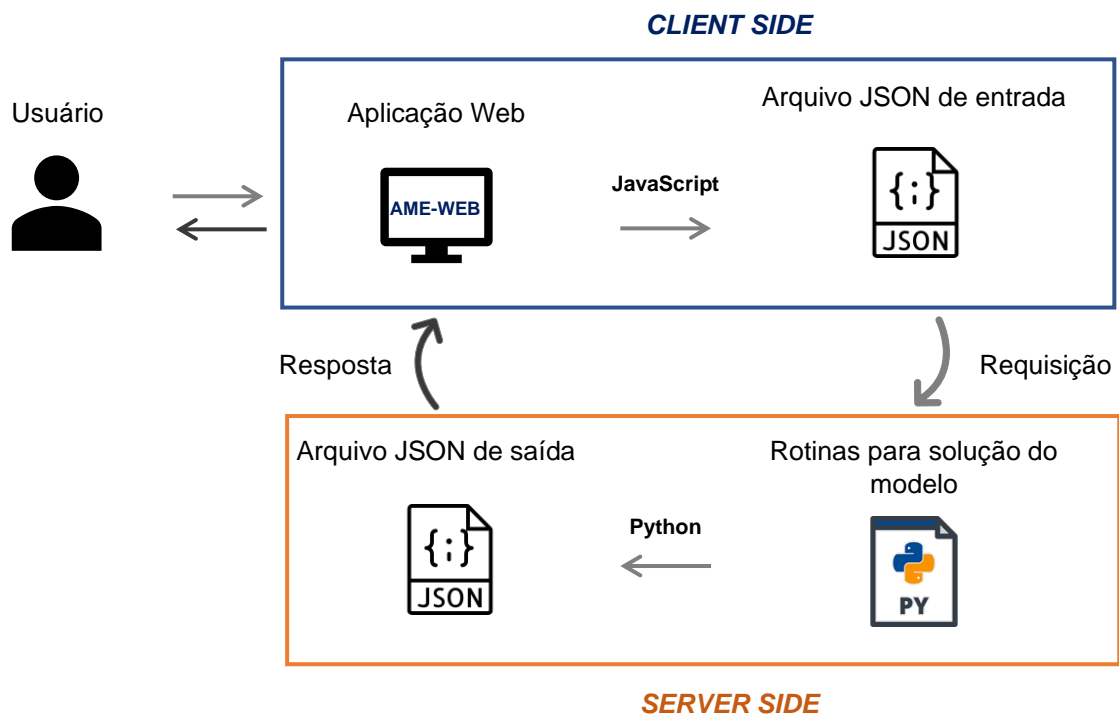 CLIENT SIDE
Usuário
Aplicação Web
Arquivo JSON de entrada
AME-WEB
JavaScript
{;}
JSON
Resposta
Requisição
Arquivo JSON de saída
Rotinas para solução do
modelo
{;}
JSON
Python
PY
SERVER SIDE